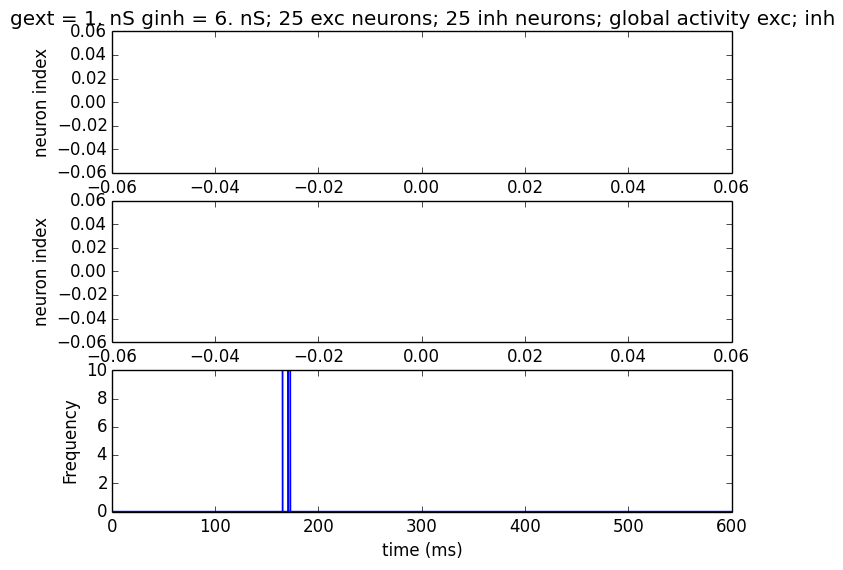 gext = 1. nS ginh = 6. nS; 25 exc neurons; 25 inh neurons; global activity exc; inh
0.06
0.04
0.02
0.00
−0.02
−0.04
−0.06
neuron index
−0.06 −0.04 −0.02 0.00 0.02 0.04 0.06
0.06
0.04
0.02
0.00
−0.02
−0.04
−0.06
neuron index
−0.06 −0.04 −0.02 0.00 0.02 0.04 0.06
10
8
6
4
2
0
Frequency
0 100 200 300 400 500 600
time (ms)